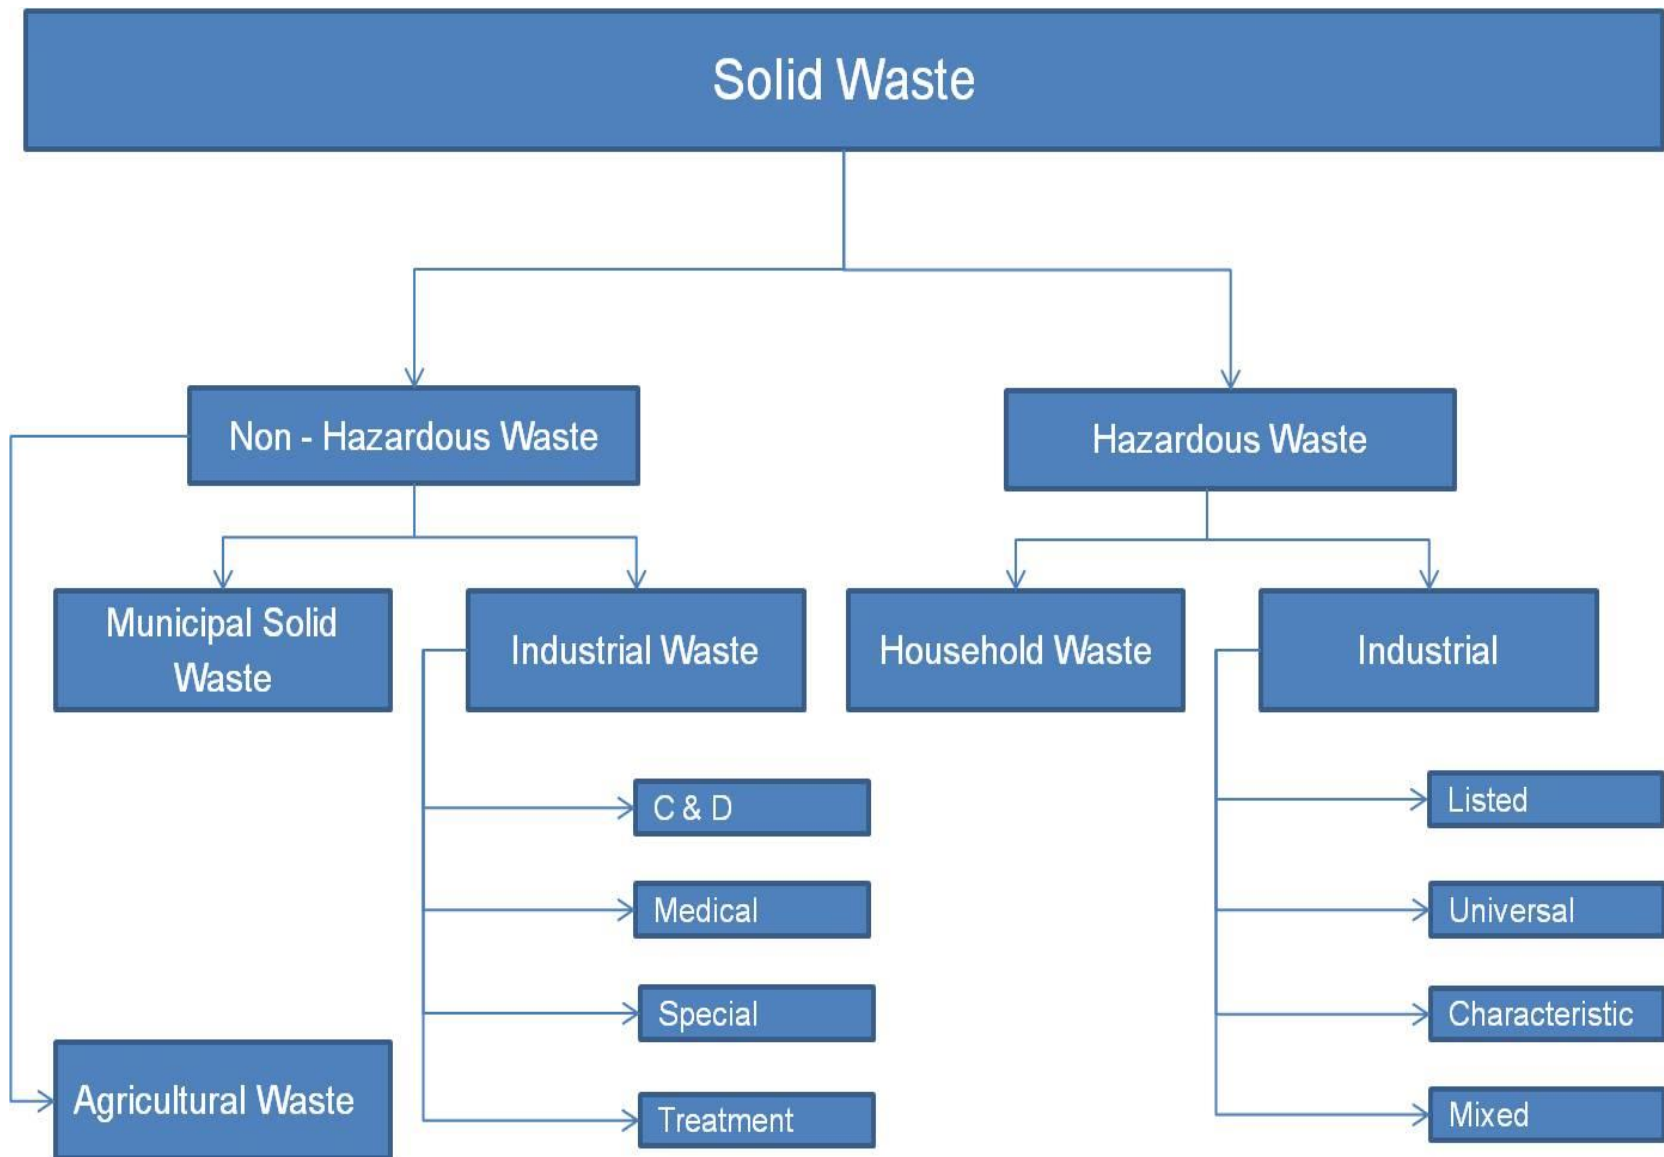 Solid Waste
Non - Hazardous Waste
Hazardous Waste
Municipal Solid
Waste
Industrial Waste
Household Waste
Industrial
C & D
Medical
Special
Treatment
Listed
Universal
Characteristic
Mixed
Agricultural Waste